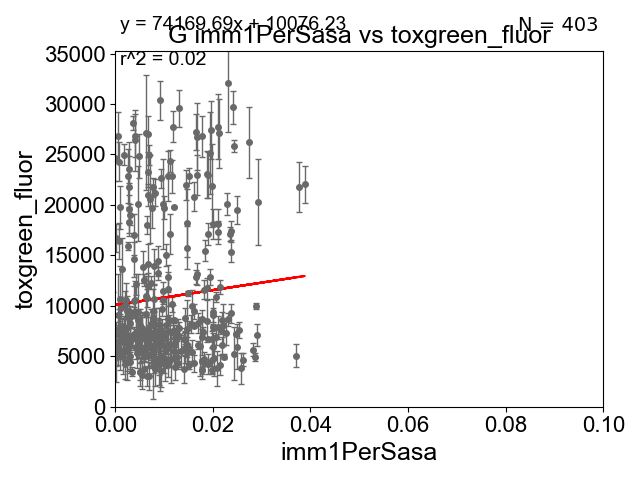 y = 74169.69x + 10076.23
N = 403
G imm1PerSasa vs toxgreen_fluor
r^2 = 0.02
35000
30000
25000
20000
15000
10000
5000
0
toxgreen_fluor
0.00 0.02 0.04 0.06 0.08 0.10
imm1PerSasa